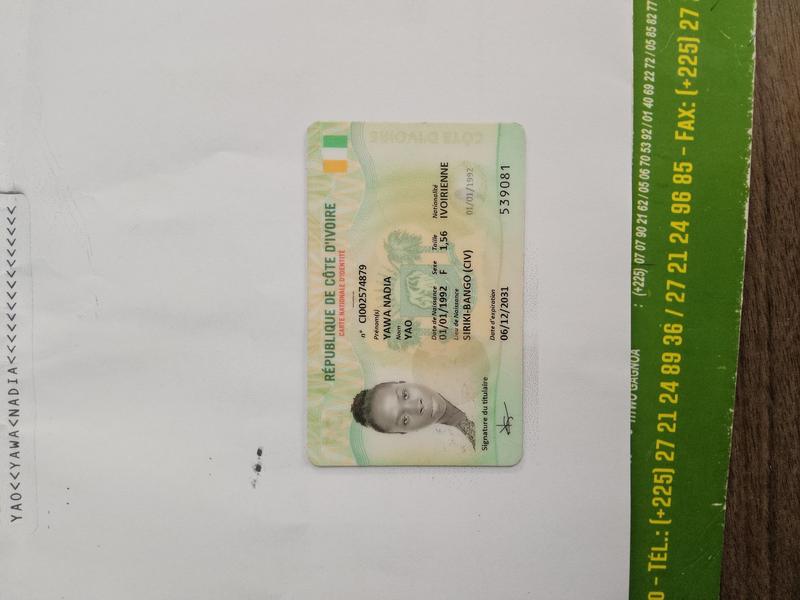 YAO<<YAWA<NADIA<<<<<<<<<<<<<<<
RÉPUBLIQUE DE CÔTE D'IVOIRE
CARTE NATIONALE D'IDENTITÉ
CÔTE D'IVOIRE
n° CI002574879
Prénom(s)
YAWA NADIA
Nom
YAO
Date de Naissance Sexe Taille Nationalité
01/01/1992 F 1,56 IVOIRIENNE
Lieu de Naissance
SIRIKI-BANGO (CIV)
01/01/1992
Date d'expiration
06/12/2031
539081
Signature du titulaire
GAGNOA : (+225) 07 07 90 21 62 / 05 06 70 53 92 / 01 40 69 22 72 / 05 85 82 77
O - TÉL.: (+225) 27 21 24 89 36 / 27 21 24 96 85 - FAX: (+225) 27